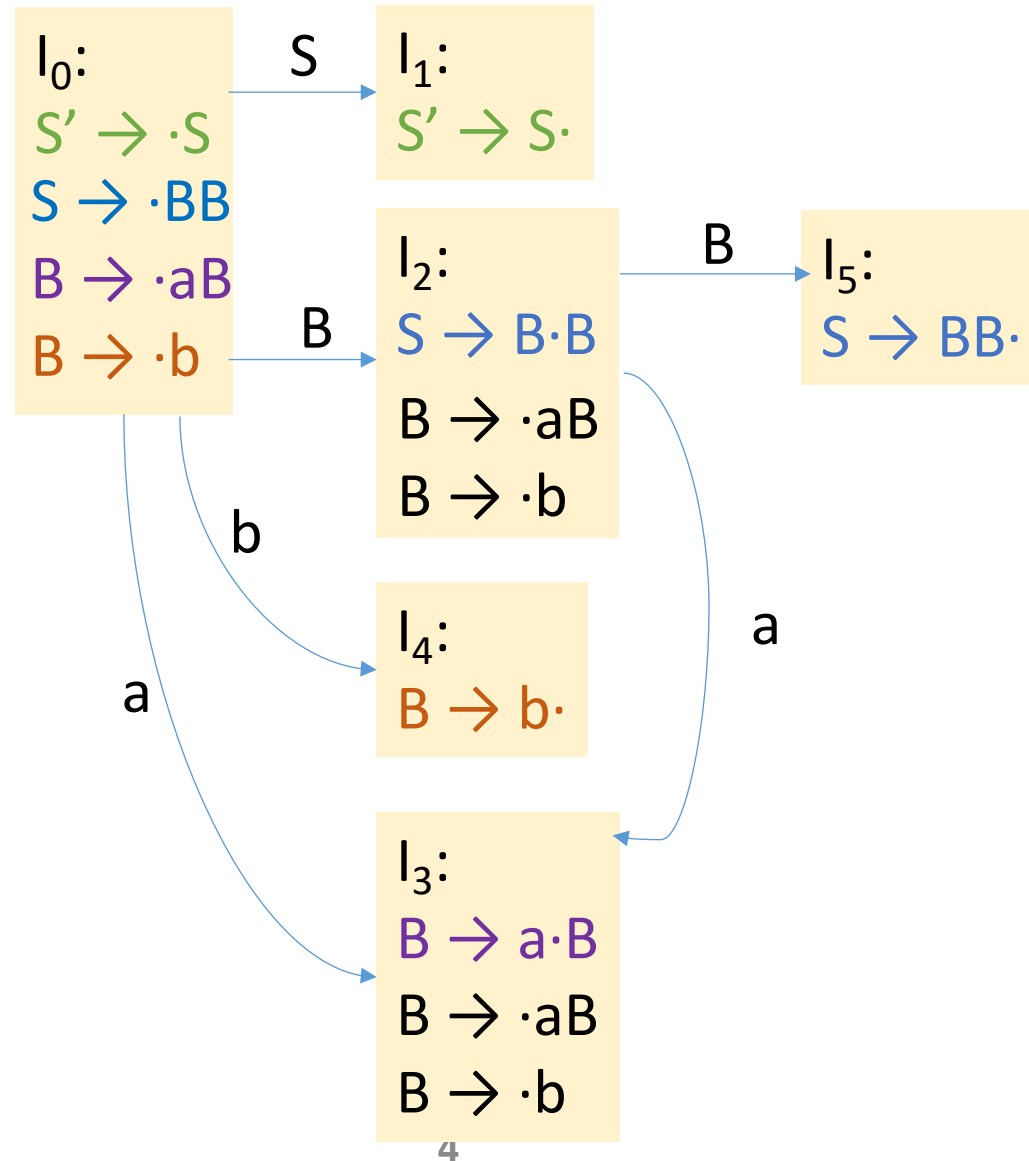 I₀:
S' → ·S
S → ·BB
B → ·aB
B → ·b
S
I₁:
S' → S·
B
I₂:
S → B·B
B → ·aB
B → ·b
B
I₅:
S → BB·
b
I₄:
B → b·
a
a
I₃:
B → a·B
B → ·aB
B → ·b
4